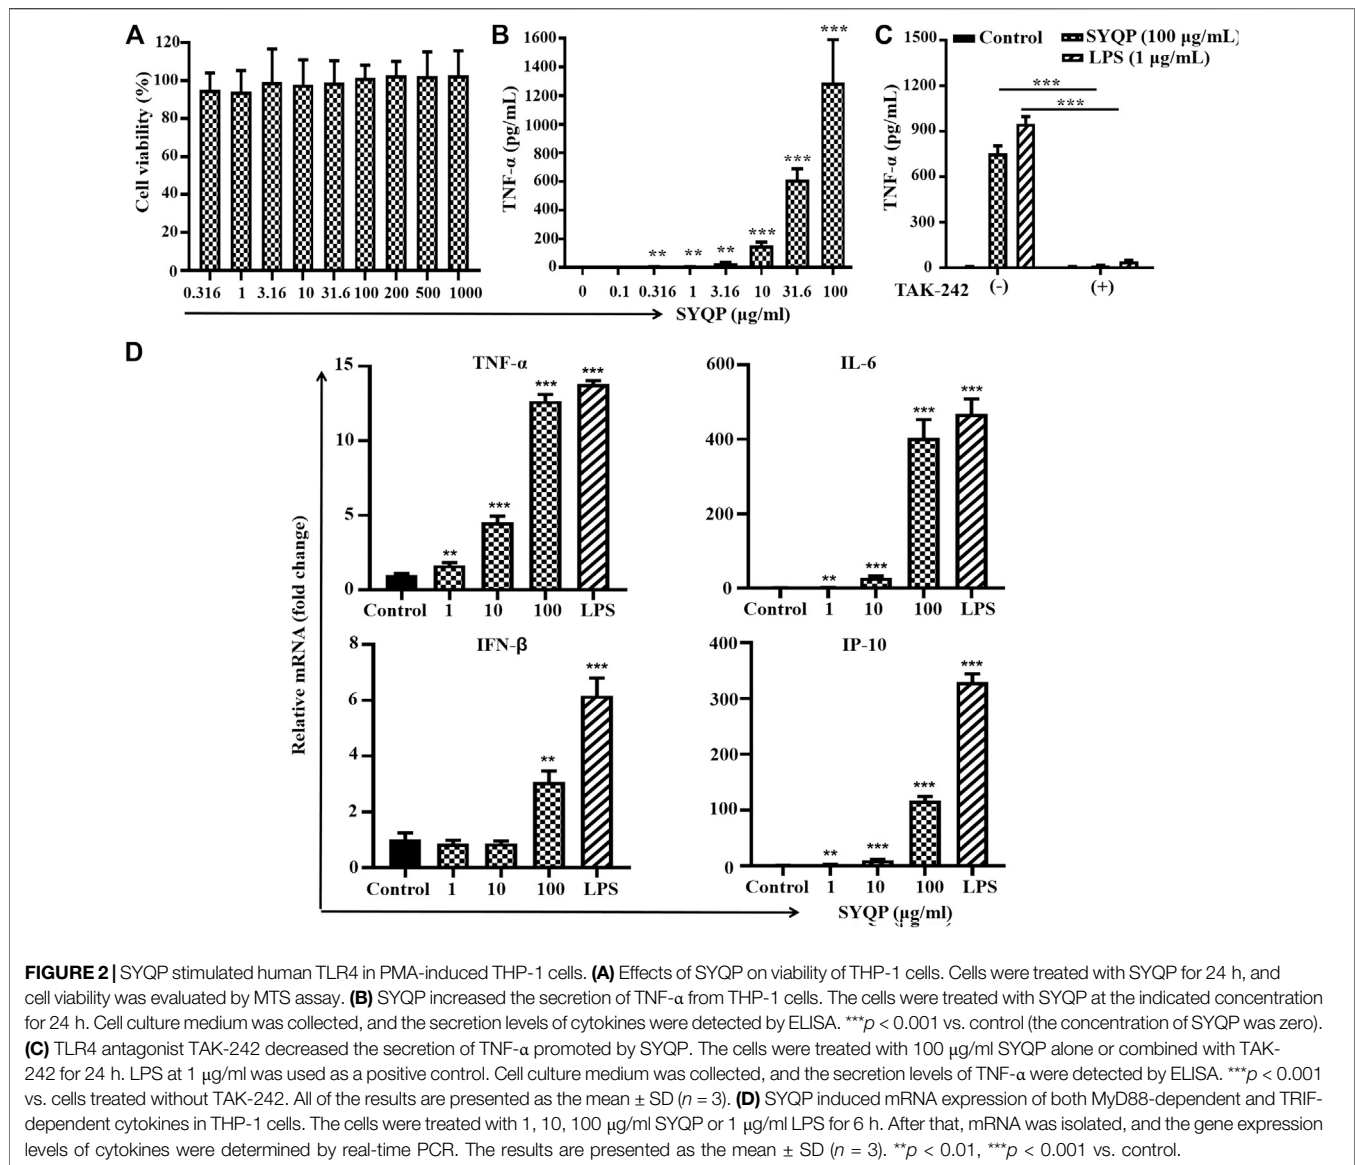 A
Cell viability (%)
120
100
80
60
40
20
0
0.316 1 3.16 10 31.6 100 200 500 1000
B
TNF-α (pg/mL)
1600
1400
1200
1000
800
600
400
200
0
** ** ** *** *** ***
0 0.1 0.316 1 3.16 10 31.6 100
SYQP (μg/ml)
C
Control SYQP (100 μg/mL)
LPS (1 μg/mL)
TNF-α (pg/mL)
1500
1200
900
600
300
0
***
***
TAK-242 (-) (+)
D
Relative mRNA (fold change)
TNF-α
15
10
5
0
** *** *** ***
Control 1 10 100 LPS
IL-6
600
400
200
0
** *** *** ***
Control 1 10 100 LPS
IFN-β
8
6
4
2
0
** ***
Control 1 10 100 LPS
IP-10
400
300
200
100
0
** *** *** ***
Control 1 10 100 LPS
SYQP (μg/ml)
FIGURE 2 | SYQP stimulated human TLR4 in PMA-induced THP-1 cells. (A) Effects of SYQP on viability of THP-1 cells. Cells were treated with SYQP for 24 h, and
cell viability was evaluated by MTS assay. (B) SYQP increased the secretion of TNF-α from THP-1 cells. The cells were treated with SYQP at the indicated concentration
for 24 h. Cell culture medium was collected, and the secretion levels of cytokines were detected by ELISA. ***p < 0.001 vs. control (the concentration of SYQP was zero).
(C) TLR4 antagonist TAK-242 decreased the secretion of TNF-α promoted by SYQP. The cells were treated with 100 μg/ml SYQP alone or combined with TAK-
242 for 24 h. LPS at 1 μg/ml was used as a positive control. Cell culture medium was collected, and the secretion levels of TNF-α were detected by ELISA. ***p < 0.001
vs. cells treated without TAK-242. All of the results are presented as the mean ± SD (n = 3). (D) SYQP induced mRNA expression of both MyD88-dependent and TRIF-
dependent cytokines in THP-1 cells. The cells were treated with 1, 10, 100 μg/ml SYQP or 1 μg/ml LPS for 6 h. After that, mRNA was isolated, and the gene expression
levels of cytokines were determined by real-time PCR. The results are presented as the mean ± SD (n = 3). **p < 0.01, ***p < 0.001 vs. control.